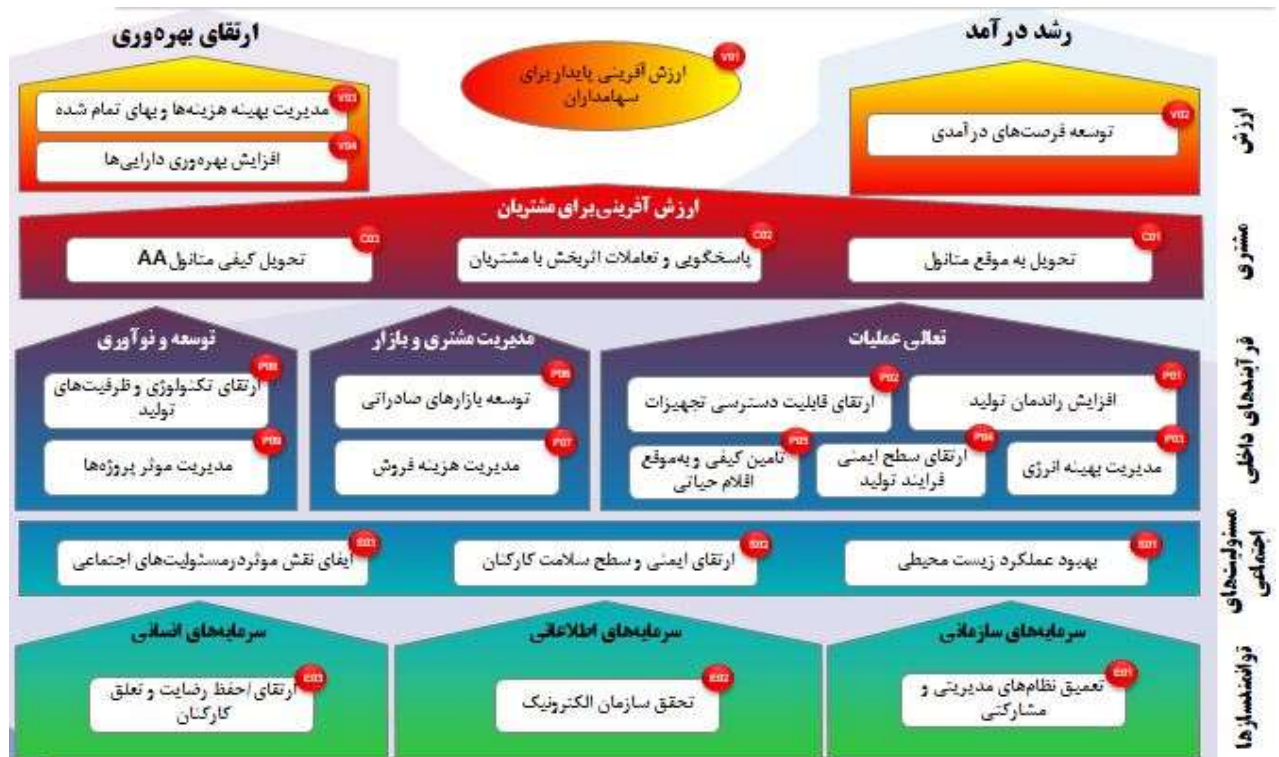 رشد درآمد
V01
ارزش آفرینی پایدار برای
سهامداران
ارتقای بهره‌وری
ارزش
V02
توسعه فرصت‌های درآمدی
V03
مدیریت بهینه هزینه‌ها و بهای تمام شده
V04
افزایش بهره‌وری دارایی‌ها
ارزش آفرینی برای مشتریان
مشتری
C01
تحویل به موقع متانول
C02
پاسخگویی و تعاملات اثربخش با مشتریان
C03
تحویل کیفی متانول AA
فرآیندهای داخلی
تعالی عملیات
P01
افزایش راندمان تولید
P02
ارتقای قابلیت دسترسی تجهیزات
P03
مدیریت بهینه انرژی
P04
ارتقای سطح ایمنی
فرایند تولید
P05
تامین کیفی و به‌موقع
اقلام حیاتی
مدیریت مشتری و بازار
P06
توسعه بازارهای صادراتی
P07
مدیریت هزینه فروش
توسعه و نوآوری
ارتقای تکنولوژی و ظرفیت‌های
تولید
مدیریت موثر پروژه‌ها
مسئولیت‌های
اجتماعی
بهبود عملکرد زیست محیطی
ارتقای ایمنی و سطح سلامت کارکنان
ایفای نقش موثر درمسئولیت‌های اجتماعی
توانمندسازها
سرمایه‌های سازمانی
E01
تعمیق نظام‌های مدیریتی و
مشارکتی
سرمایه‌های اطلاعاتی
E02
تحقق سازمان الکترونیک
سرمایه‌های انسانی
E03
ارتقای/حفظ رضایت و تعلق
کارکنان